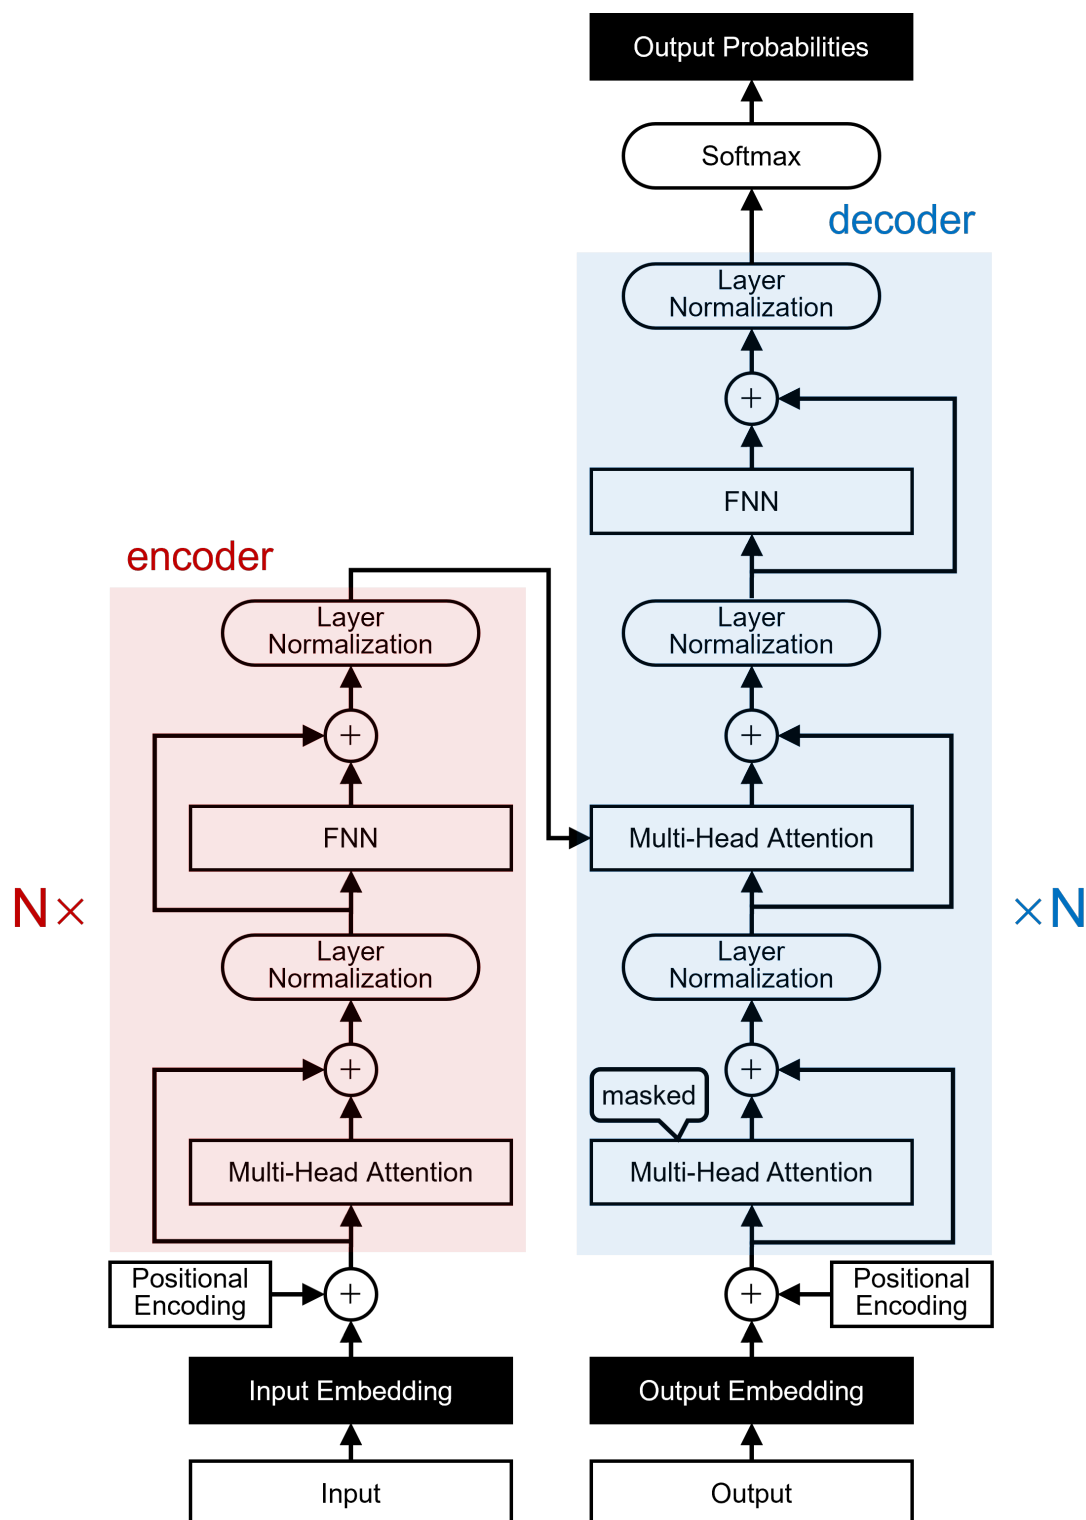 Output Probabilities
Softmax
decoder
Layer
Normalization
+
FNN
encoder
Layer
Normalization
Layer
Normalization
+
+
FNN
Multi-Head Attention
N×
×N
Layer
Normalization
Layer
Normalization
+
+
masked
Multi-Head Attention
Multi-Head Attention
Positional
Encoding
+
+
Positional
Encoding
Input Embedding
Output Embedding
Input
Output